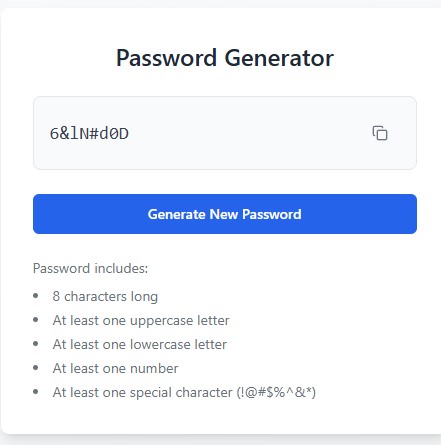 Password Generator
6&lN#d0D
Generate New Password
Password includes:
8 characters long
At least one uppercase letter
At least one lowercase letter
At least one number
At least one special character (!@#$%^&*)